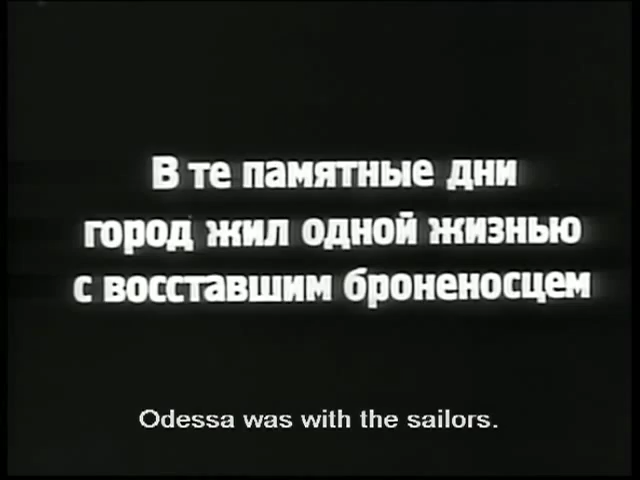 В те памятные дни
город жил одной жизнью
с восставшим броненосцем
Odessa was with the sailors.